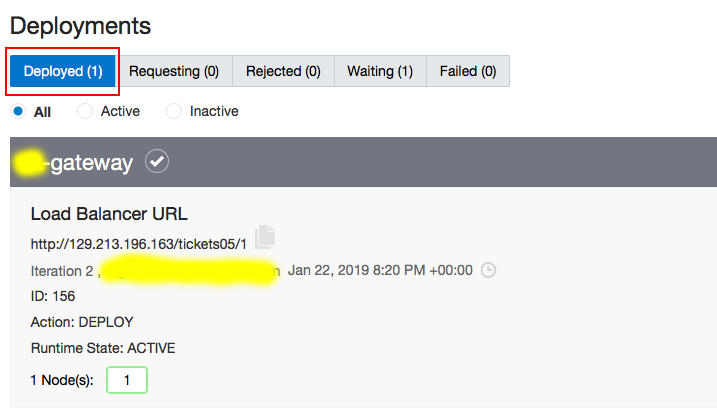 Deployments
Deployed (1) Requesting (0) Rejected (0) Waiting (1) Failed (0)
All Active Inactive
-gateway
Load Balancer URL
http://129.213.196.163/tickets05/1
Iteration 2 , Jan 22, 2019 8:20 PM +00:00
ID: 156
Action: DEPLOY
Runtime State: ACTIVE
1 Node(s): 1